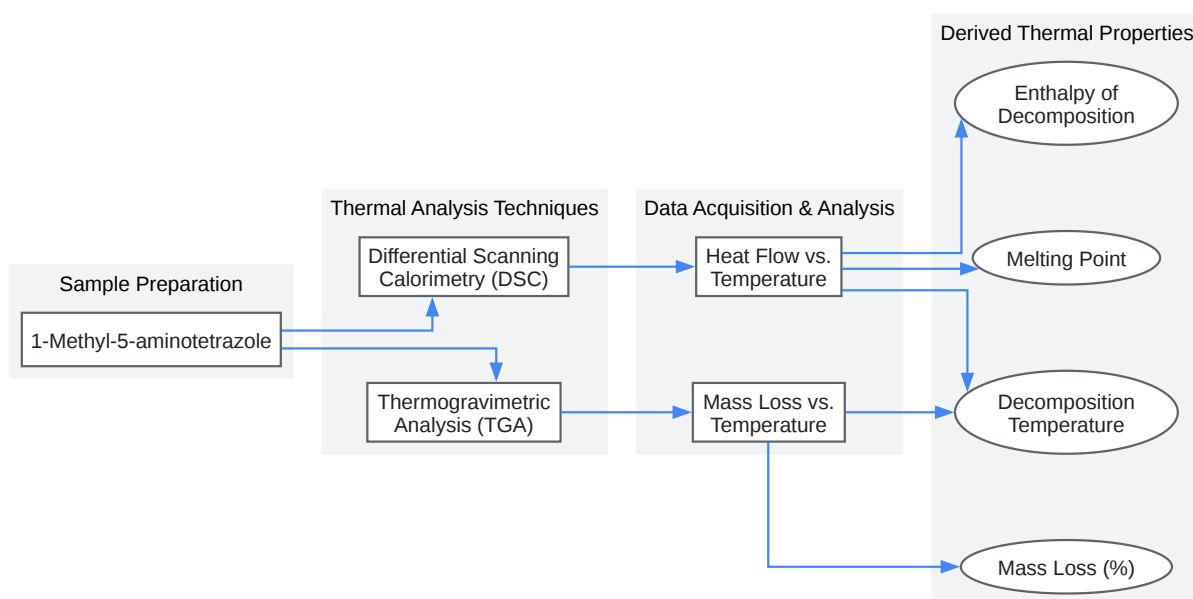 Sample Preparation
1-Methyl-5-aminotetrazole
Thermal Analysis Techniques
Differential Scanning
Calorimetry (DSC)
Thermogravimetric
Analysis (TGA)
Data Acquisition & Analysis
Heat Flow vs.
Temperature
Mass Loss vs.
Temperature
Derived Thermal Properties
Enthalpy of
Decomposition
Melting Point
Decomposition
Temperature
Mass Loss (%)